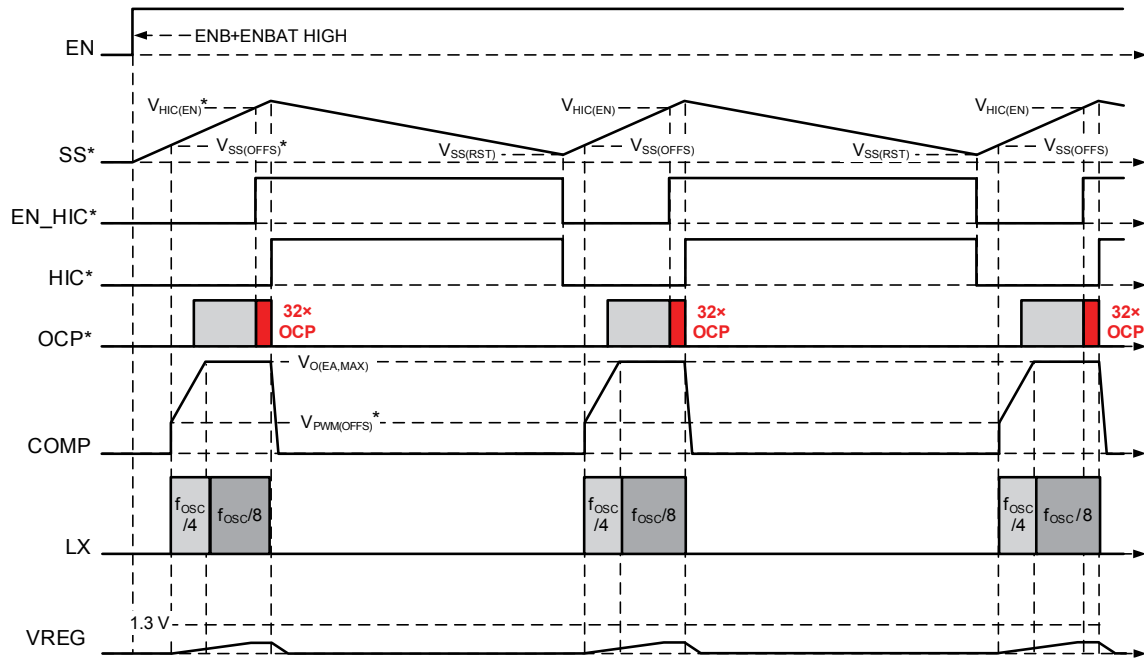 ENB+ENBAT HIGH
EN
VHIC(EN)* VHIC(EN) VHIC(EN)
VSS(OFFS)* VSS(RST) VSS(OFFS) VSS(RST) VSS(OFFS)
SS*
EN_HIC*
HIC*
32× OCP
32× OCP
32× OCP
OCP*
VO(EA,MAX)
VPWM(OFFS)*
COMP
fOSC/4 fOSC/8 fOSC/4 fOSC/8 fOSC/4 fOSC/8
LX
1.3 V
VREG